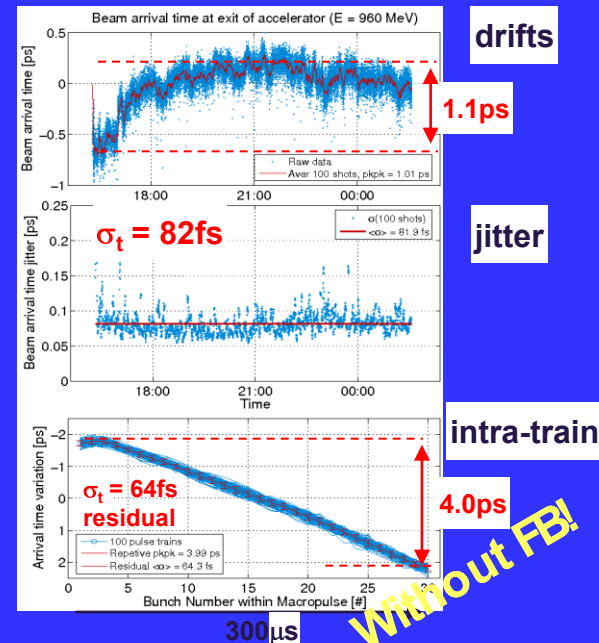 Beam arrival time at exit of accelerator (E = 960 MeV)
drifts
Beam arrival time [ps]
0.5
0
−0.5
−1
1.1ps
Raw data
Aver 100 shots, pkpk = 1.01 ps
18:00 21:00 00:00
jitter
Beam arrival time jitter [ps]
0.25
0.2
0.15
0.1
0.05
0
σt = 82fs
σ(100 shots)
<σ> = 81.9 fs
18:00 21:00 00:00
Time
intra-train
Arrival time variation [ps]
−2
−1
0
1
2
σt = 64fs
residual
4.0ps
100 pulse trains
Repetive pkpk = 3.99 ps
Residual <σ> = 64.3 fs
0 5 10 15 20 25 30
Bunch Number within Macropulse [#]
300μs
Without FB!